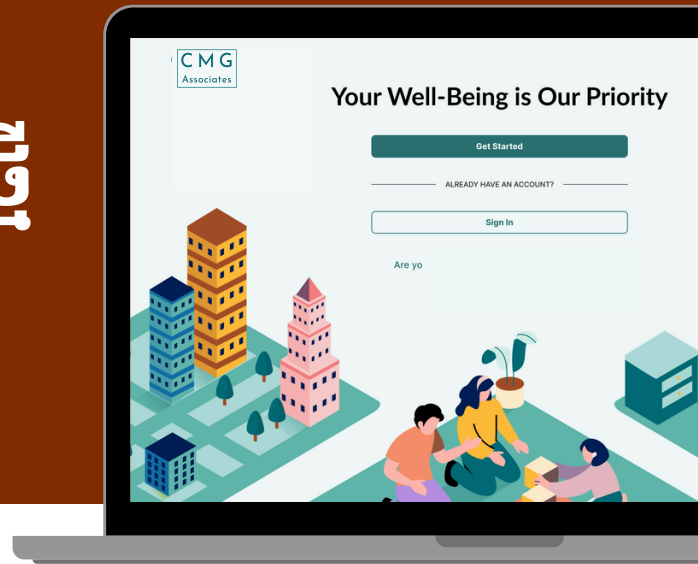 CMG
Associates
Your Well-Being is Our Priority
Get Started
ALREADY HAVE AN ACCOUNT?
Sign In
Are yo